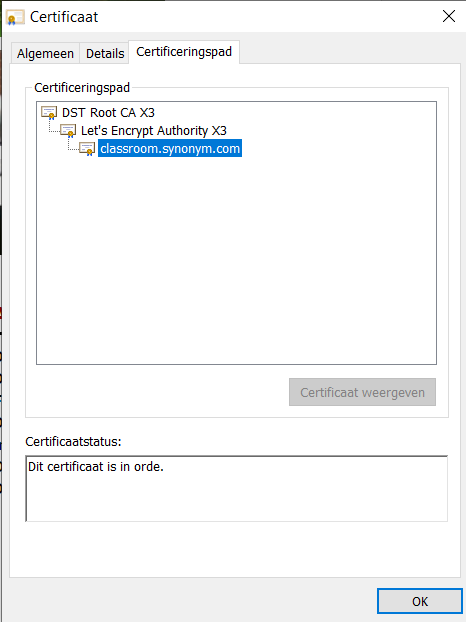 Certificaat
Algemeen Details Certificeringspad
Certificeringspad
DST Root CA X3
Let's Encrypt Authority X3
classroom.synonym.com
Certificaat weergeven
Certificaatstatus:
Dit certificaat is in orde.
OK